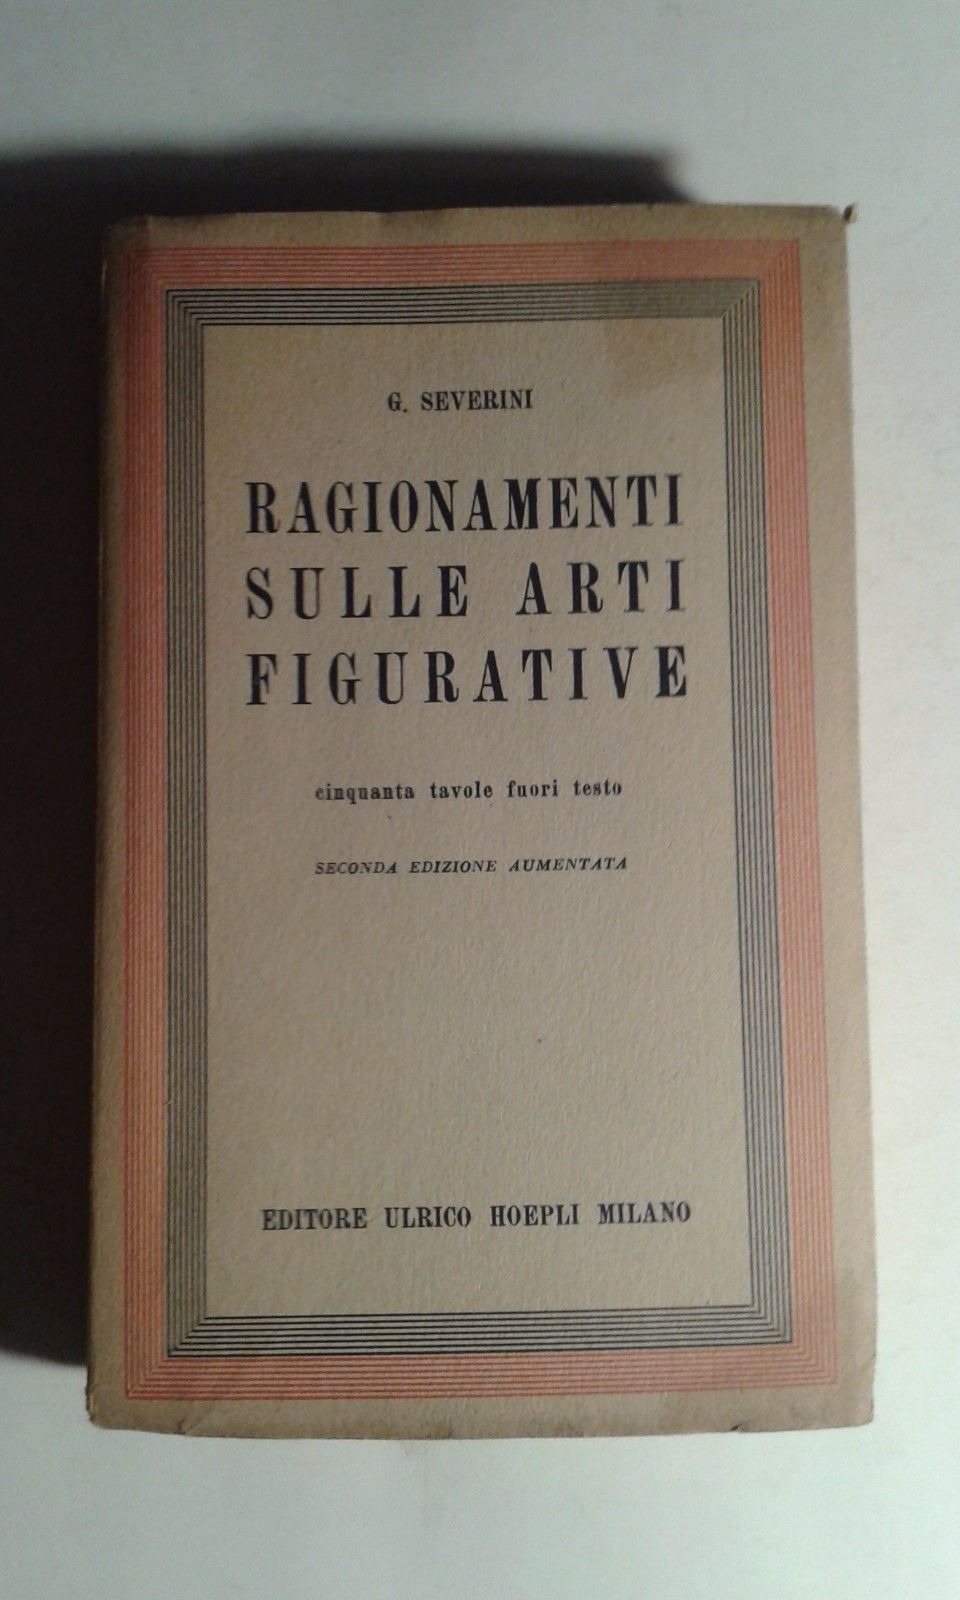 G. SEVERINI
RAGIONAMENTI
SULLE ARTI
FIGURATIVE
cinquanta tavole fuori testo
SECONDA EDIZIONE AUMENTATA
EDITORE ULRICO HOEPLI MILANO